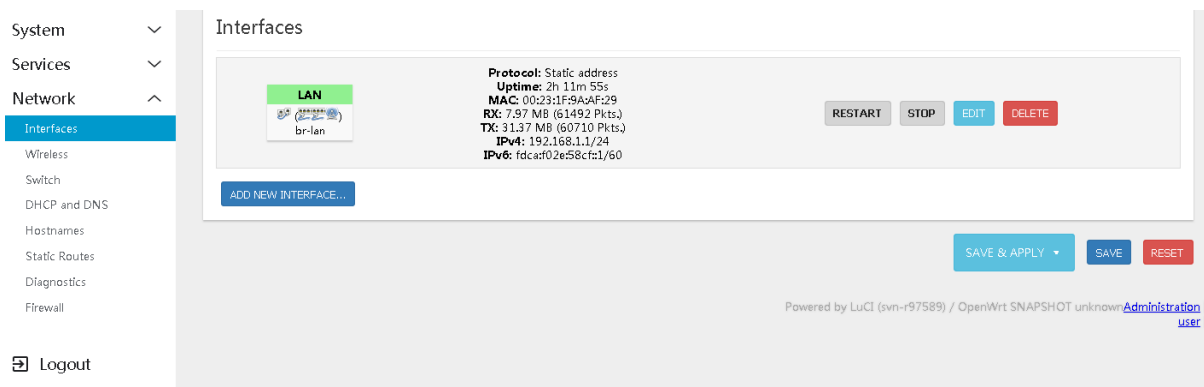 System
Services
Network
Interfaces
Wireless
Switch
DHCP and DNS
Hostnames
Static Routes
Diagnostics
Firewall
Logout
Interfaces
LAN
br-lan
Protocol: Static address
Uptime: 2h 11m 55s
MAC: 00:23:1F:9A:AF:29
RX: 7.97 MB (61492 Pkts.)
TX: 31.37 MB (60710 Pkts.)
IPv4: 192.168.1.1/24
IPv6: fdca:f02e:58cf::1/60
RESTART STOP EDIT DELETE
ADD NEW INTERFACE...
SAVE & APPLY SAVE RESET
Powered by LuCI (svn-r97589) / OpenWrt SNAPSHOT unknownAdministration
user